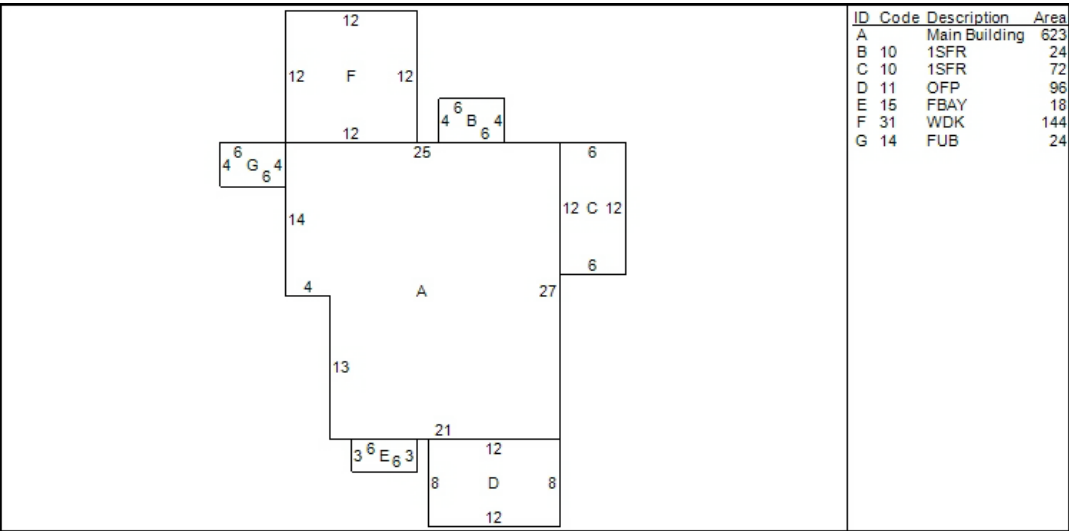 12
12 F 12
12
6
4 B 4
6
6
4 G 4
6
25
6
12 C 12
6
14
4
A
27
13
21
6
3 E 3
6
12
8 D 8
12
ID Code Description Area
A Main Building 623
B 10 1SFR 24
C 10 1SFR 72
D 11 OFP 96
E 15 FBAY 18
F 31 WDK 144
G 14 FUB 24